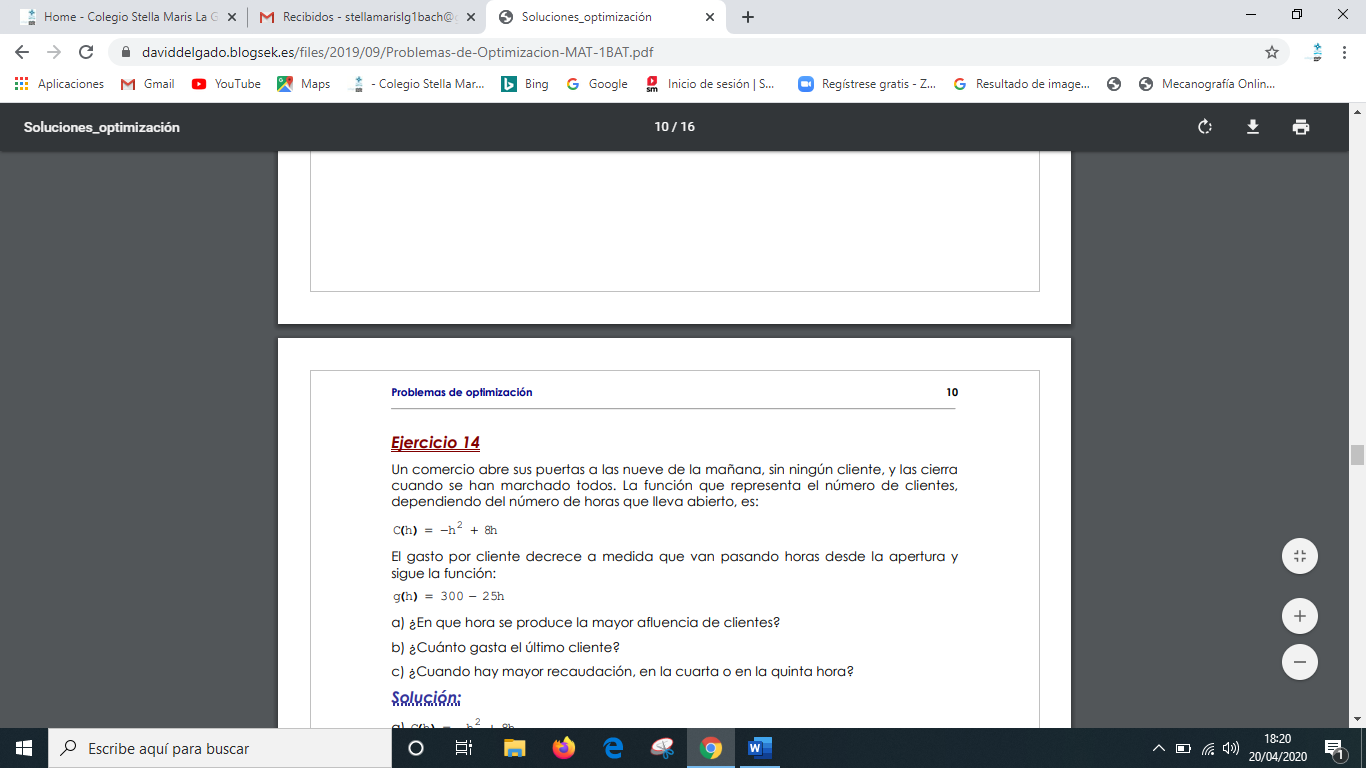 Home - Colegio Stella Maris La G
Recibidos - stellamarislg1bach@
Soluciones_optimización
daviddelgado.blogsek.es/files/2019/09/Problemas-de-Optimizacion-MAT-1BAT.pdf
Aplicaciones
Gmail
YouTube
Maps
- Colegio Stella Mar...
Bing
Google
Inicio de sesión | S...
Regístrese gratis - Z...
Resultado de image...
Mecanografía Onlin...
Soluciones_optimización
10 / 16
Problemas de optimización 10
Ejercicio 14
Un comercio abre sus puertas a las nueve de la mañana, sin ningún cliente, y las cierra
cuando se han marchado todos. La función que representa el número de clientes,
dependiendo del número de horas que lleva abierto, es:
C(h) = −h² + 8h
El gasto por cliente decrece a medida que van pasando horas desde la apertura y
sigue la función:
g(h) = 300 − 25h
a) ¿En que hora se produce la mayor afluencia de clientes?
b) ¿Cuánto gasta el último cliente?
c) ¿Cuando hay mayor recaudación, en la cuarta o en la quinta hora?
Solución:
Escribe aquí para buscar
18:20
20/04/2020